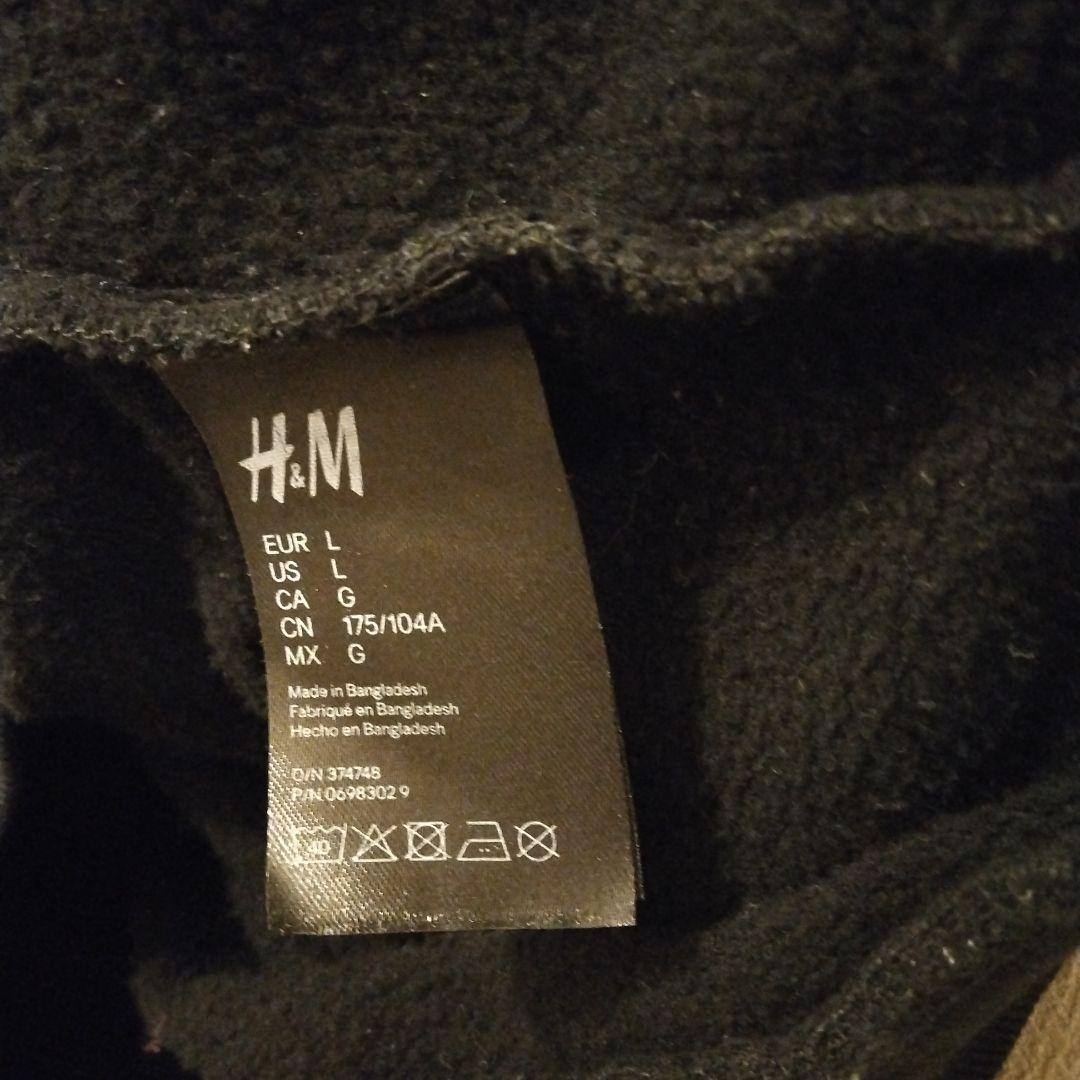 H&M
EUR L
US L
CA G
CN 175/104A
MX G
Made in Bangladesh
Fabriqué en Bangladesh
Hecho en Bangladesh
O/N 374748
P/N 0698302 9
40